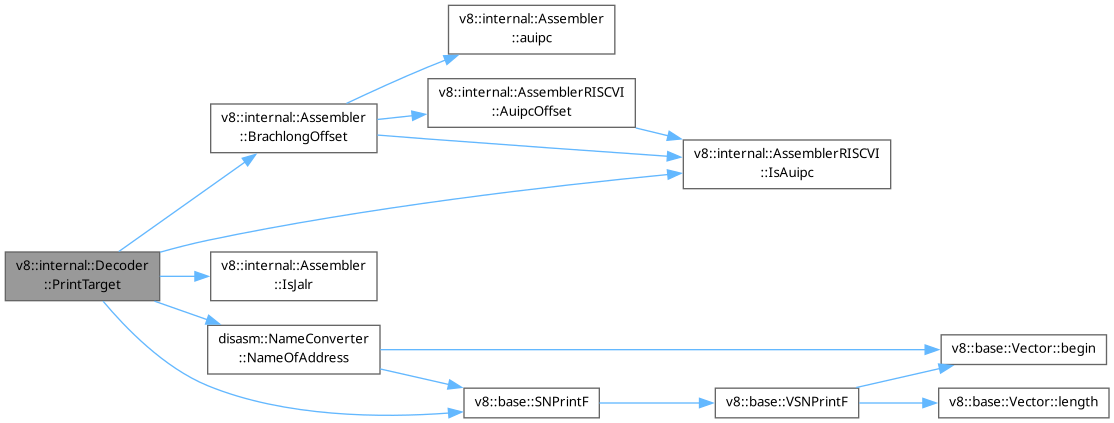 v8::internal::Assembler
::auipc
v8::internal::AssemblerRISCVI
::AuipcOffset
v8::internal::Assembler
::BrachlongOffset
v8::internal::AssemblerRISCVI
::IsAuipc
v8::internal::Decoder
::PrintTarget
v8::internal::Assembler
::IsJalr
disasm::NameConverter
::NameOfAddress
v8::base::Vector::begin
v8::base::SNPrintF
v8::base::VSNPrintF
v8::base::Vector::length